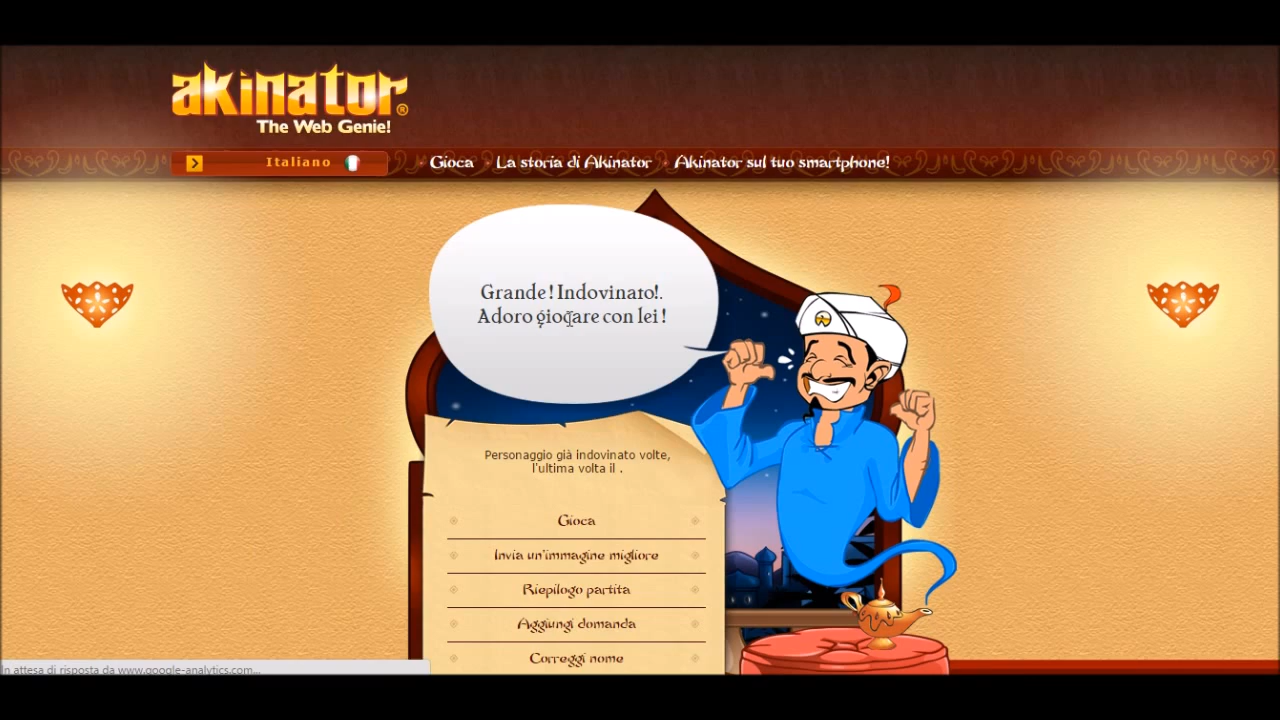 akinator®
The Web Genie!
Italiano
Gioca
La storia di Akinator
Akinator sul tuo smartphone!
Grande! Indovinato!.
Adoro giocare con lei !
Personaggio già indovinato volte,
l'ultima volta il .
Gioca
Invia un'immagine migliore
Riepilogo partita
Aggiungi domanda
Correggi nome
In attesa di risposta da www.google-analytics.com...